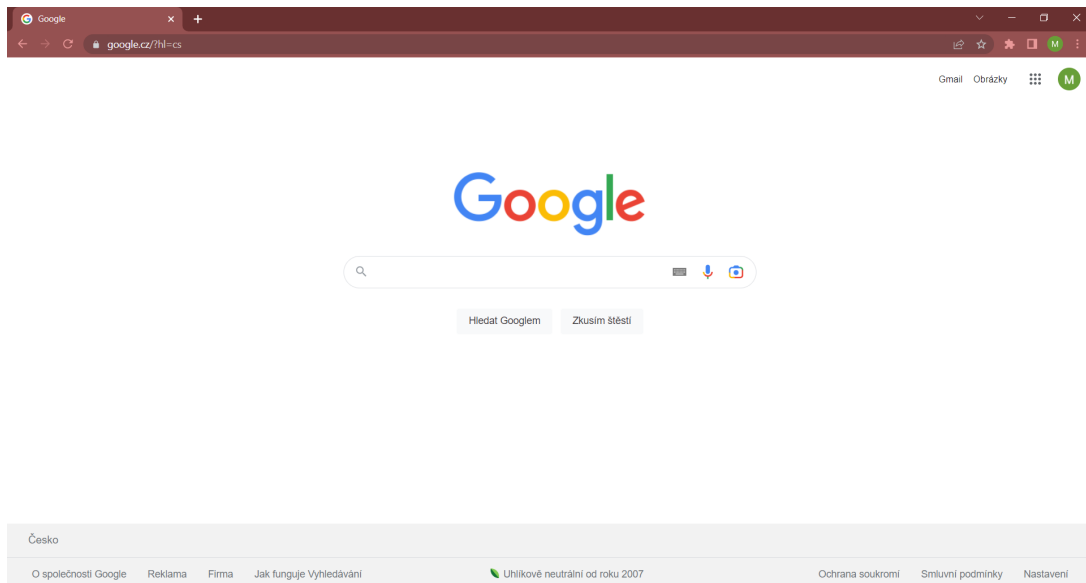 Google
google.cz/?hl=cs
M
Gmail Obrázky
M
Google
Hledat Googlem Zkusím štěstí
Česko
O společnosti Google Reklama Firma Jak funguje Vyhledávání Uhlíkově neutrální od roku 2007 Ochrana soukromí Smluvní podmínky Nastavení